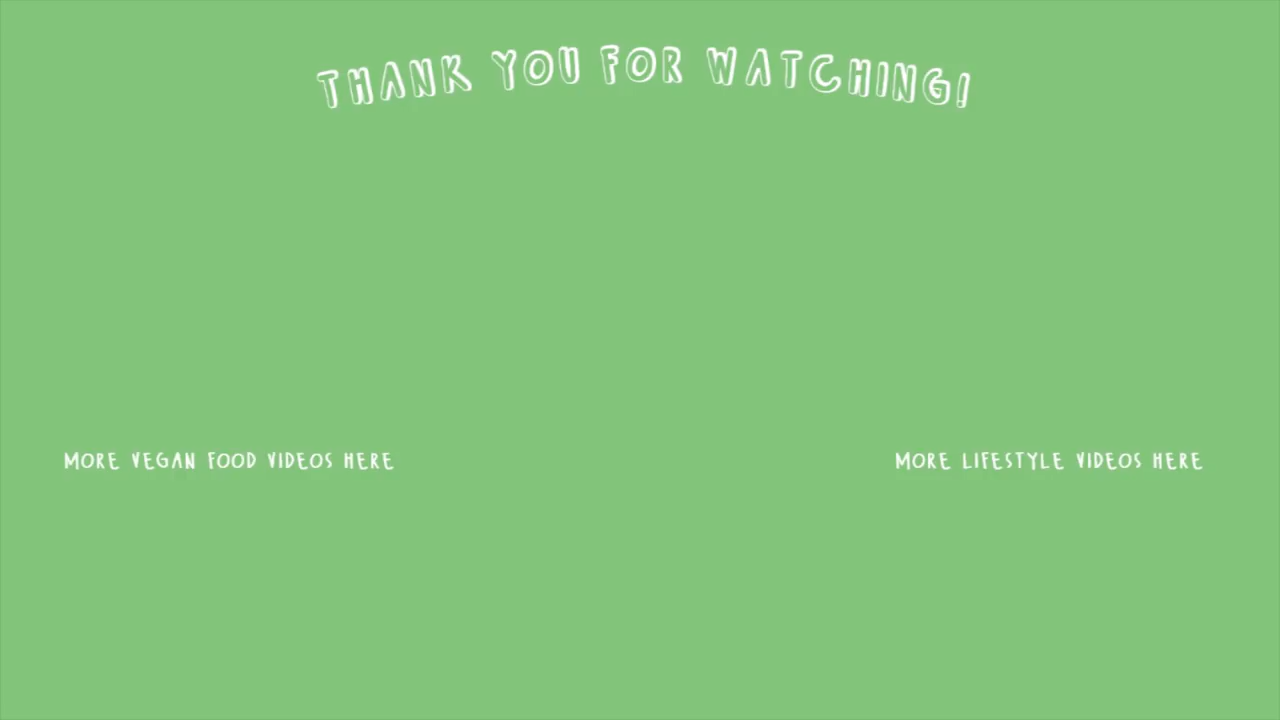 THANK YOU FOR WATCHING!
MORE VEGAN FOOD VIDEOS HERE
MORE LIFESTYLE VIDEOS HERE